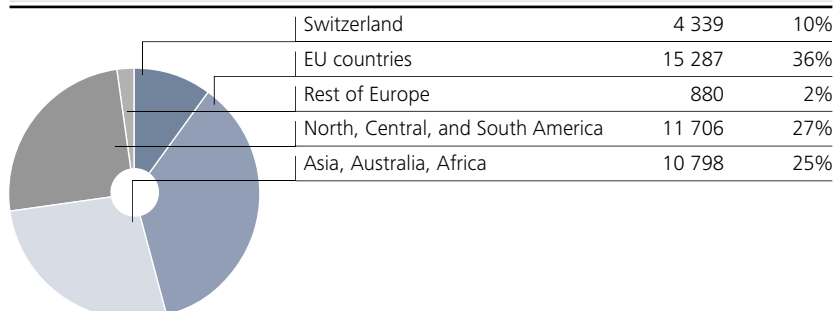 Switzerland 4 339 10%
EU countries 15 287 36%
Rest of Europe 880 2%
North, Central, and South America 11 706 27%
Asia, Australia, Africa 10 798 25%